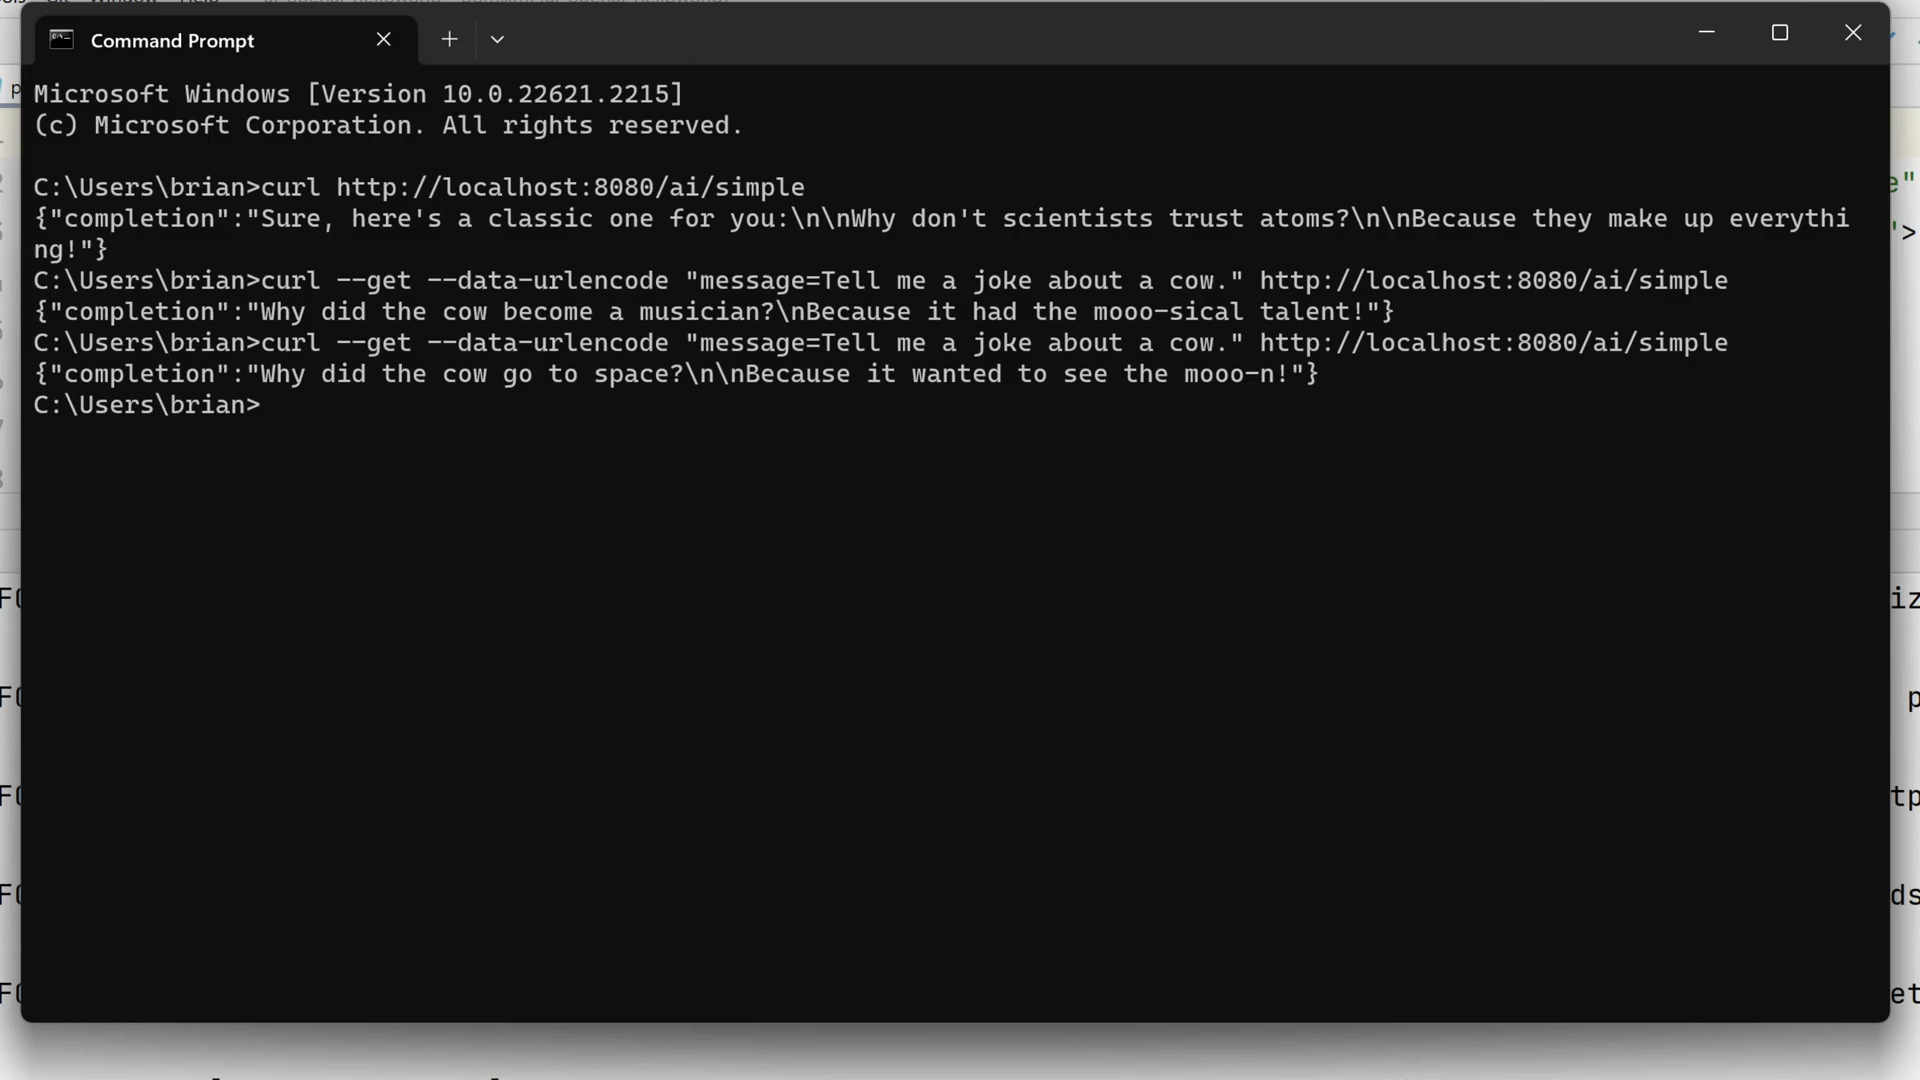 Command Prompt
Microsoft Windows [Version 10.0.22621.2215]
(c) Microsoft Corporation. All rights reserved.
C:\Users\brian>curl http://localhost:8080/ai/simple
{"completion":"Sure, here's a classic one for you:\n\nWhy don't scientists trust atoms?\n\nBecause they make up everythi
ng!"}
C:\Users\brian>curl --get --data-urlencode "message=Tell me a joke about a cow." http://localhost:8080/ai/simple
{"completion":"Why did the cow become a musician?\nBecause it had the mooo-sical talent!"}
C:\Users\brian>curl --get --data-urlencode "message=Tell me a joke about a cow." http://localhost:8080/ai/simple
{"completion":"Why did the cow go to space?\n\nBecause it wanted to see the mooo-n!"}
C:\Users\brian>